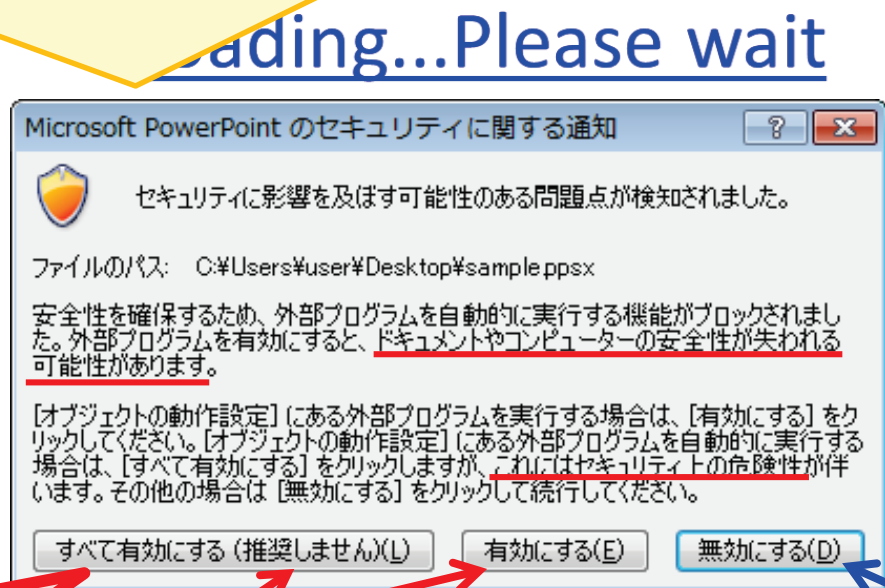 ading...Please wait
Microsoft PowerPoint のセキュリティに関する通知
セキュリティに影響を及ぼす可能性のある問題点が検知されました。
ファイルのパス: C:¥Users¥user¥Desktop¥sample.ppsx
安全性を確保するため、外部プログラムを自動的に実行する機能がブロックされまし
た。外部プログラムを有効にすると、ドキュメントやコンピューターの安全性が失われる
可能性があります。
[オブジェクトの動作設定] にある外部プログラムを実行する場合は、[有効にする] をク
リックしてください。[オブジェクトの動作設定] にある外部プログラムを自動的に実行する
場合は、[すべて有効にする] をクリックしますが、これにはセキュリティ上の危険性が伴
います。その他の場合は [無効にする] をクリックして続行してください。
すべて有効にする (推奨しません)(L) 有効にする(E) 無効にする(D)